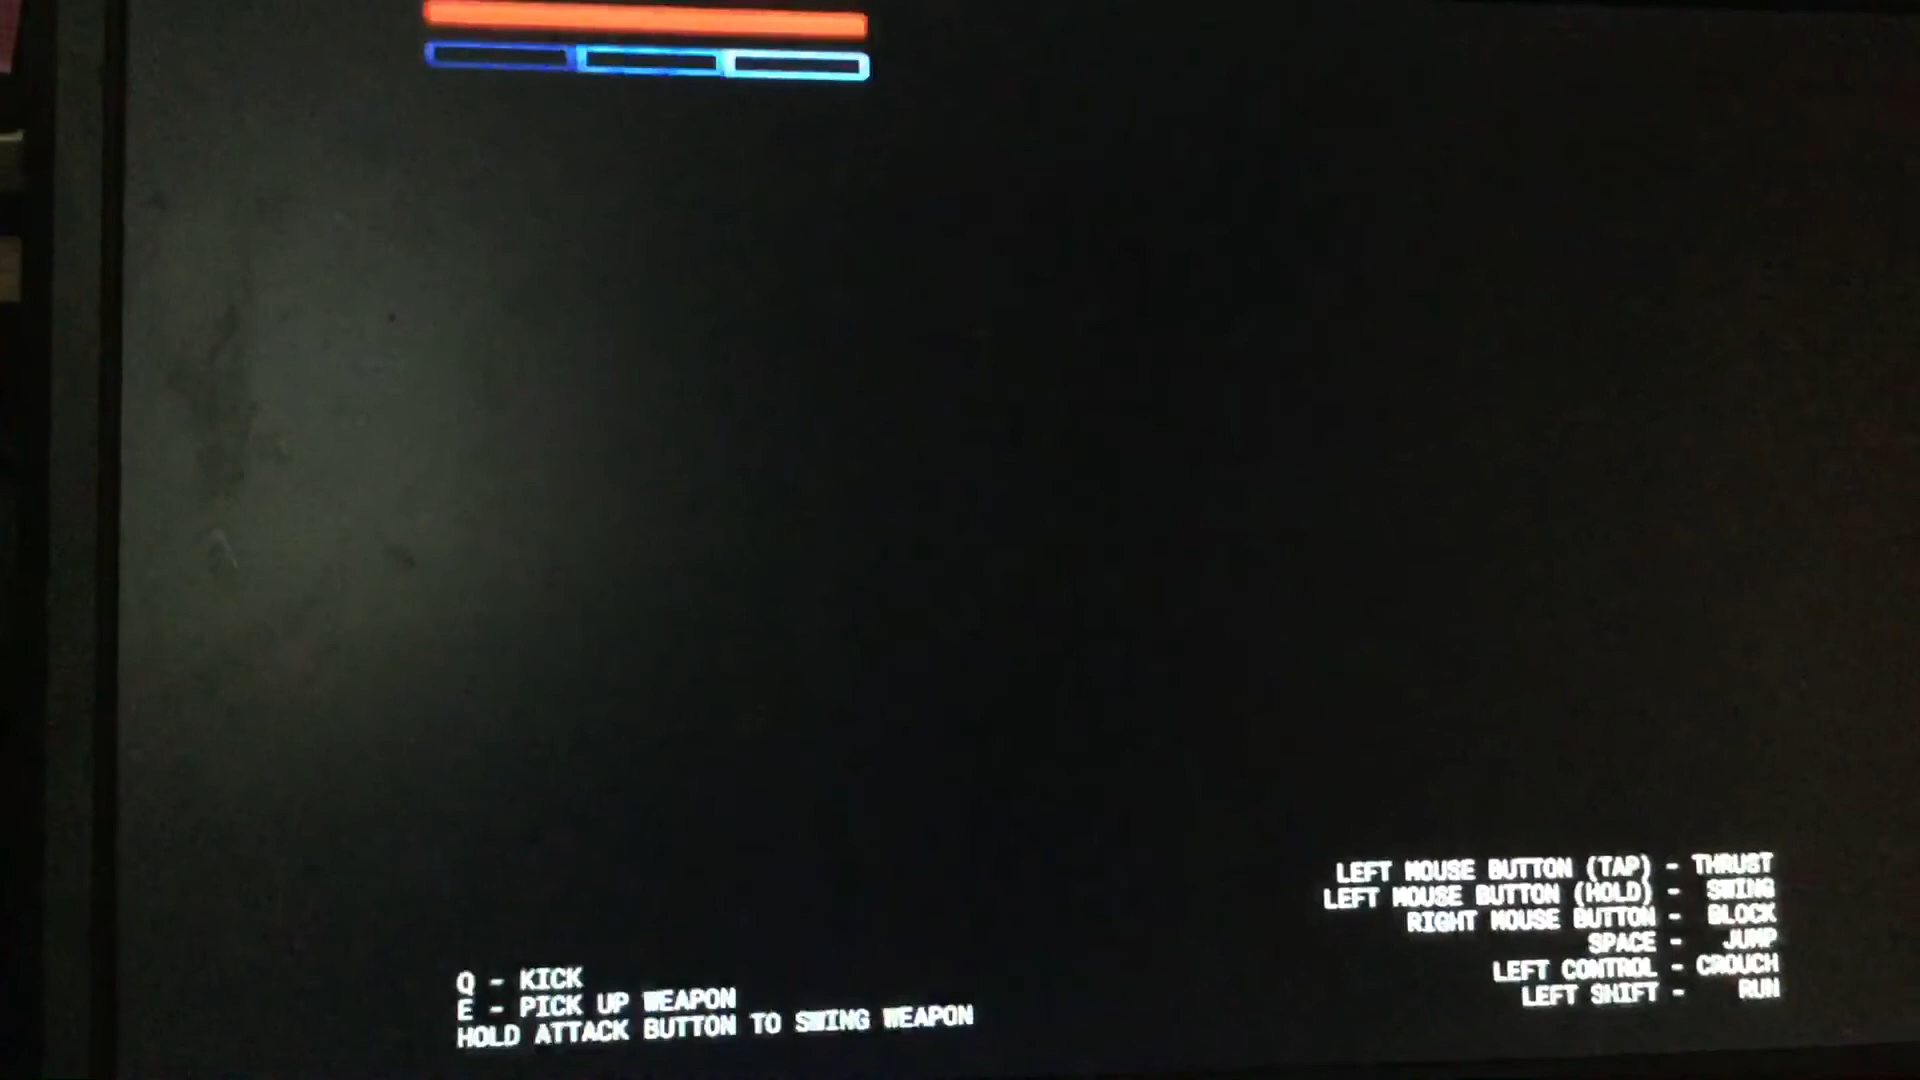 LEFT MOUSE BUTTON (TAP) - THRUST
LEFT MOUSE BUTTON (HOLD) - SWING
RIGHT MOUSE BUTTON - BLOCK
SPACE - JUMP
LEFT CONTROL - CROUCH
LEFT SHIFT - RUN
Q - KICK
E - PICK UP WEAPON
HOLD ATTACK BUTTON TO SWING WEAPON